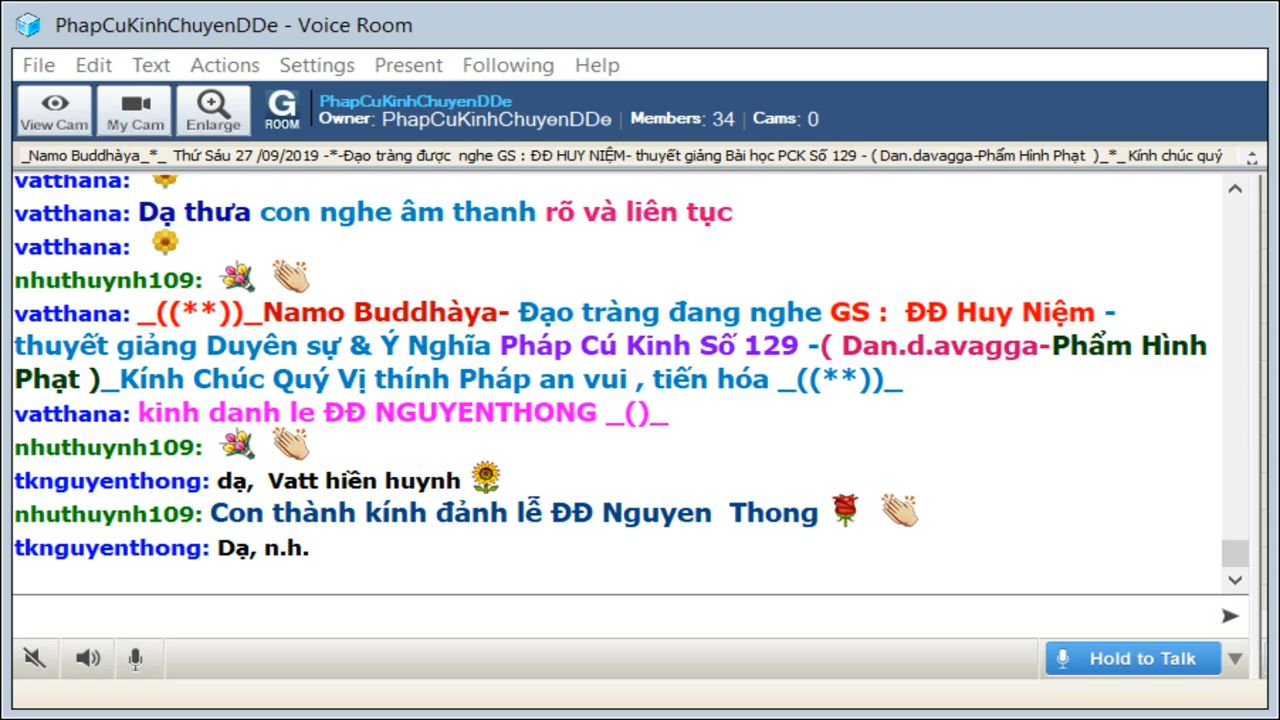 PhapCuKinhChuyenDDe - Voice Room
File Edit Text Actions Settings Present Following Help
View Cam My Cam Enlarge G ROOM
PhapCuKinhChuyenDDe
Owner: PhapCuKinhChuyenDDe | Members: 34 | Cams: 0
_Namo Buddhàya_*_ Thứ Sáu 27 /09/2019 -*-Đạo tràng được nghe GS : ĐĐ HUY NIỆM- thuyết giảng Bài học PCK Số 129 - ( Dan.davagga-Phẩm Hình Phạt )_*_ Kính chúc quý
vatthana:
vatthana: Dạ thưa con nghe âm thanh rõ và liên tục
vatthana:
nhuthuynh109:
vatthana: _((**))_Namo Buddhàya- Đạo tràng đang nghe GS : ĐĐ Huy Niệm -
thuyết giảng Duyên sự & Ý Nghĩa Pháp Cú Kinh Số 129 -( Dan.d.avagga-Phẩm Hình
Phạt )_Kính Chúc Quý Vị thính Pháp an vui , tiến hóa _((**))_
vatthana: kinh danh le ĐĐ NGUYENTHONG _()_
nhuthuynh109:
tknguyenthong: dạ, Vatt hiền huynh
nhuthuynh109: Con thành kính đảnh lễ ĐĐ Nguyen Thong
tknguyenthong: Dạ, n.h.
Hold to Talk